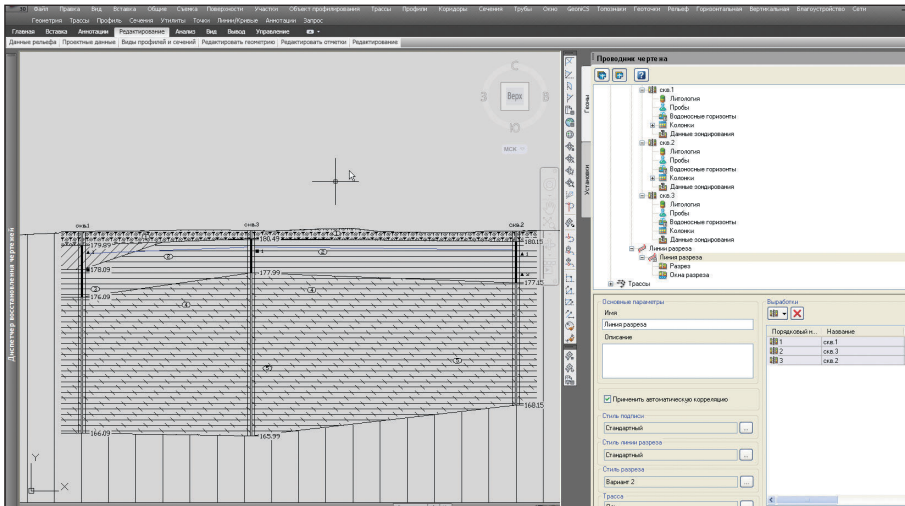 Файл Правка Вид Вставка Общие Съемка Поверхности Участки Объект профилирования Трассы Профили Коридоры Сечения Трубы Окно GeoniCS Топознаки Геоточки Рельеф Горизонтальная Вертикальная Благоустройство Сети
Геометрия Трассы Профиль Сечения Утилиты Точки Линии/Кривые Аннотации Запрос
Главная Вставка Аннотации Редактирование Анализ Вид Вывод Управление
Данные рельефа Проектные данные Виды профилей и сечений Редактировать геометрию Редактировать отметки Редактирование
Диспетчер восстановления чертежей
С
З Верх В
Ю
МСК
скв.1 скв.3 скв.2
179.89 180.49 180.15
178.09 177.99 177.15
176.09
168.15
166.09 165.99
Y
X
Геоны
Установки
Проводник чертежа
скв.1
Литология
Пробы
Водоносные горизонты
Колонки
Данные зондирования
скв.2
Литология
Пробы
Водоносные горизонты
Колонки
Данные зондирования
скв.3
Литология
Пробы
Водоносные горизонты
Колонки
Данные зондирования
Линии разреза
Линия разреза
Разрез
Окна разреза
Трассы
Основные параметры
Имя
Линия разреза
Описание
Применить автоматическую корреляцию
Стиль подписи
Стандартный ...
Стиль линии разреза
Стандартный ...
Стиль разреза
Вариант 2 ...
Трасса
Выработки
Порядковый н... Название
1 скв.1
2 скв.3
3 скв.2